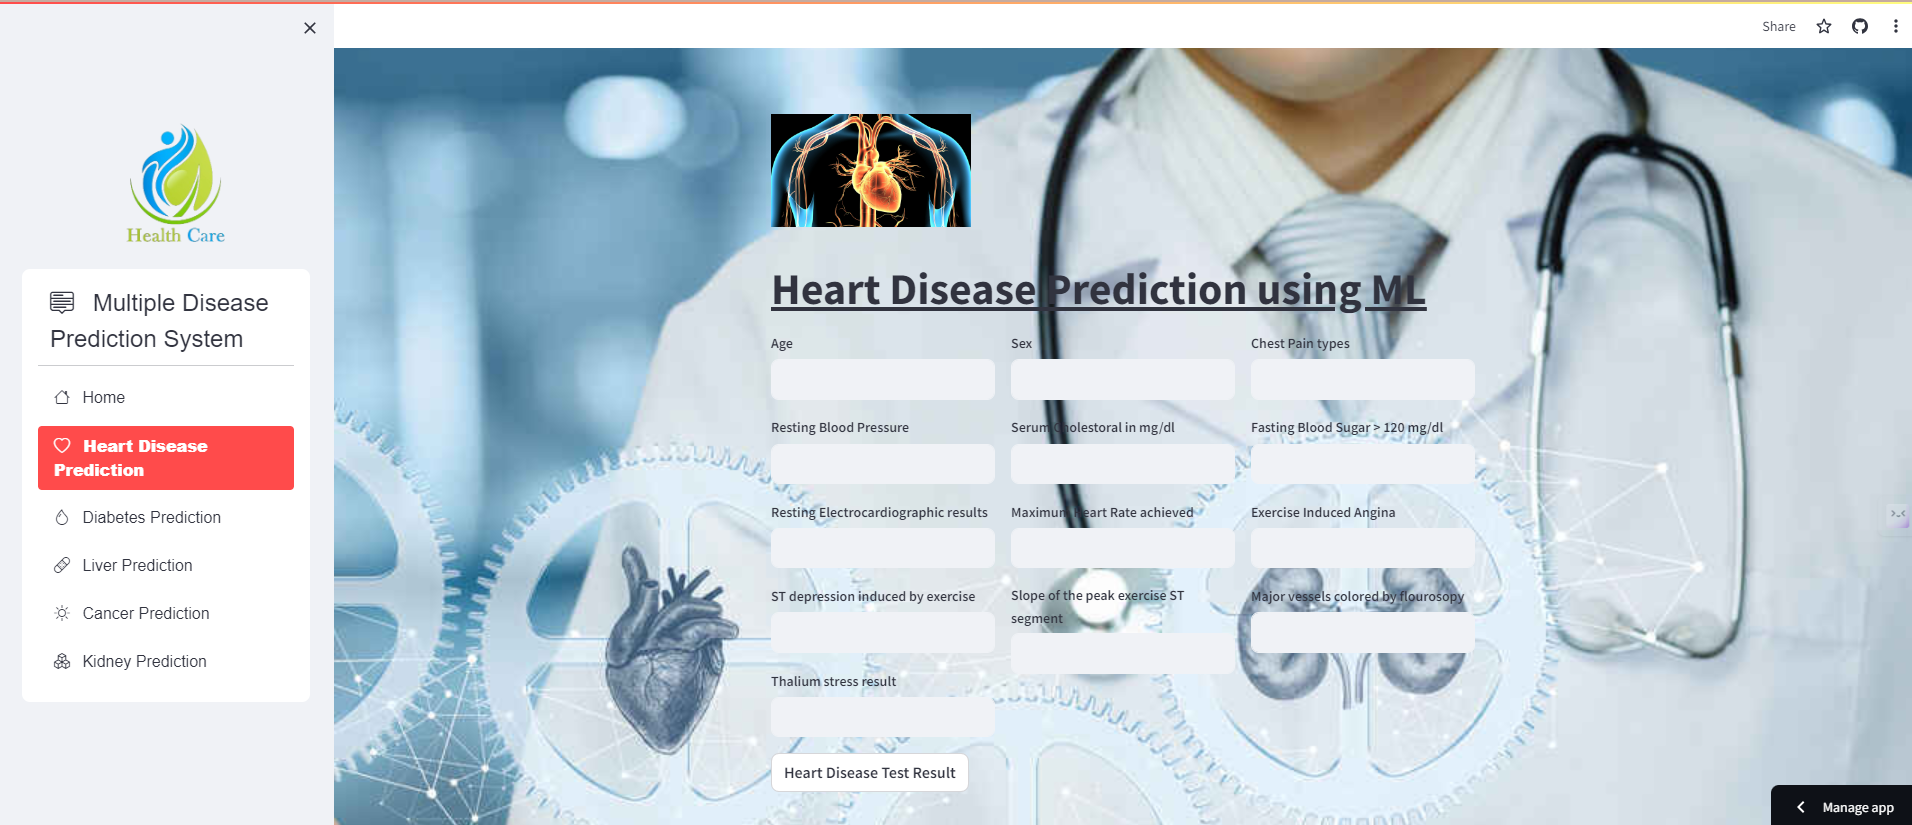 Share
Health Care
Multiple Disease
Prediction System
Home
Heart Disease
Prediction
Diabetes Prediction
Liver Prediction
Cancer Prediction
Kidney Prediction
Heart Disease Prediction using ML
Age
Sex
Chest Pain types
Resting Blood Pressure
Serum Cholestoral in mg/dl
Fasting Blood Sugar > 120 mg/dl
Resting Electrocardiographic results
Maximum Heart Rate achieved
Exercise Induced Angina
ST depression induced by exercise
Slope of the peak exercise ST
segment
Major vessels colored by flourosopy
Thalium stress result
Heart Disease Test Result
Manage app